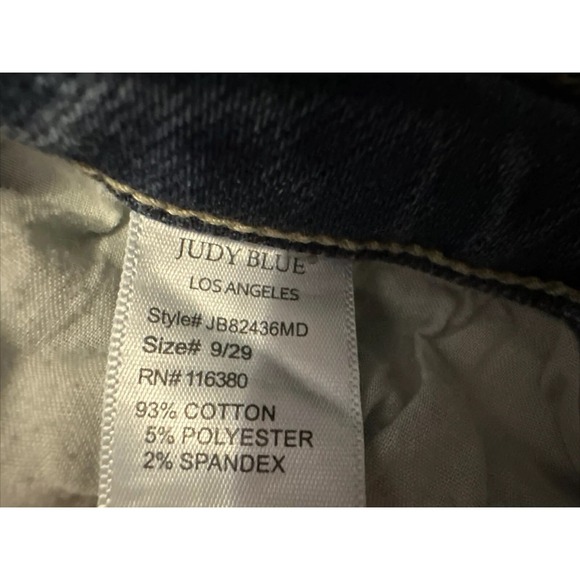 JUDY BLUE®
LOS ANGELES
Style# JB82436MD
Size# 9/29
RN# 116380
93% COTTON
5% POLYESTER
2% SPANDEX